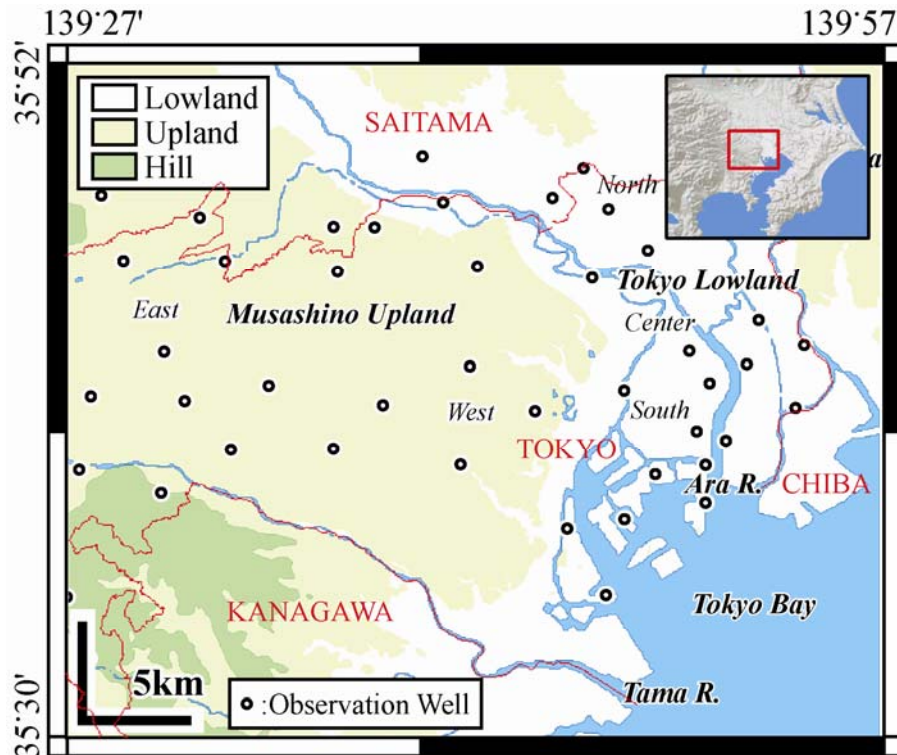 139°27'
139°57'
35°52'
Lowland
Upland
Hill
SAITAMA
North
a
Tokyo Lowland
East
Musashino Upland
Center
West
South
TOKYO
Ara R.
CHIBA
KANAGAWA
Tokyo Bay
5km
:Observation Well
Tama R.
35°30'